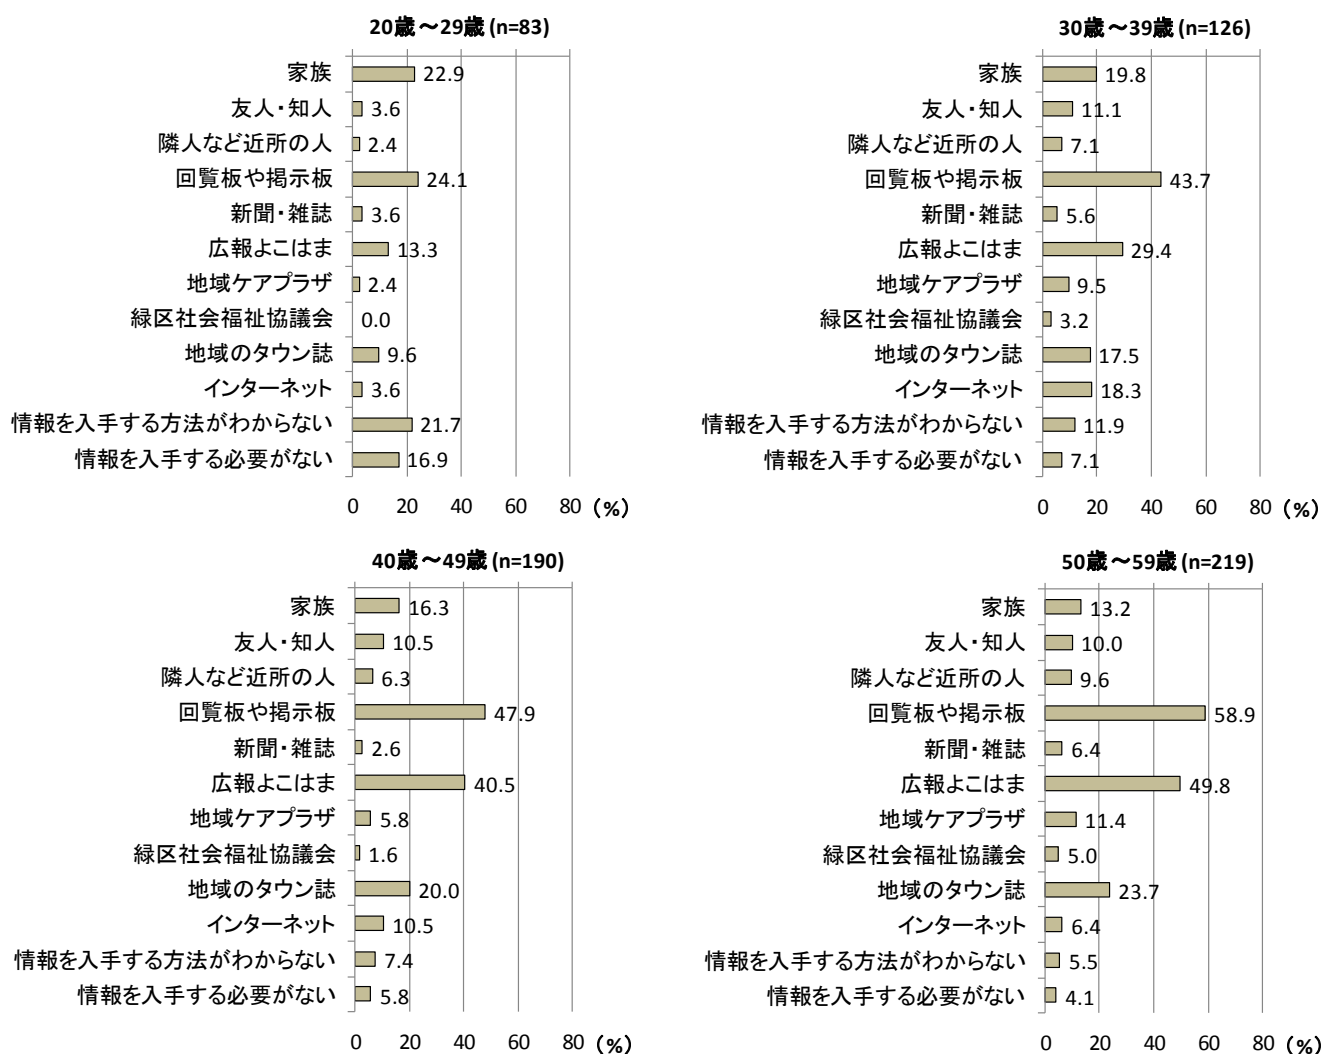 20歳～29歳 (n=83)
家族 22.9
友人・知人 3.6
隣人など近所の人 2.4
回覧板や掲示板 24.1
新聞・雑誌 3.6
広報よこはま 13.3
地域ケアプラザ 2.4
緑区社会福祉協議会 0.0
地域のタウン誌 9.6
インターネット 3.6
情報を入手する方法がわからない 21.7
情報を入手する必要がない 16.9
0 20 40 60 80 (%)
30歳～39歳 (n=126)
家族 19.8
友人・知人 11.1
隣人など近所の人 7.1
回覧板や掲示板 43.7
新聞・雑誌 5.6
広報よこはま 29.4
地域ケアプラザ 9.5
緑区社会福祉協議会 3.2
地域のタウン誌 17.5
インターネット 18.3
情報を入手する方法がわからない 11.9
情報を入手する必要がない 7.1
0 20 40 60 80 (%)
40歳～49歳 (n=190)
家族 16.3
友人・知人 10.5
隣人など近所の人 6.3
回覧板や掲示板 47.9
新聞・雑誌 2.6
広報よこはま 40.5
地域ケアプラザ 5.8
緑区社会福祉協議会 1.6
地域のタウン誌 20.0
インターネット 10.5
情報を入手する方法がわからない 7.4
情報を入手する必要がない 5.8
0 20 40 60 80 (%)
50歳～59歳 (n=219)
家族 13.2
友人・知人 10.0
隣人など近所の人 9.6
回覧板や掲示板 58.9
新聞・雑誌 6.4
広報よこはま 49.8
地域ケアプラザ 11.4
緑区社会福祉協議会 5.0
地域のタウン誌 23.7
インターネット 6.4
情報を入手する方法がわからない 5.5
情報を入手する必要がない 4.1
0 20 40 60 80 (%)